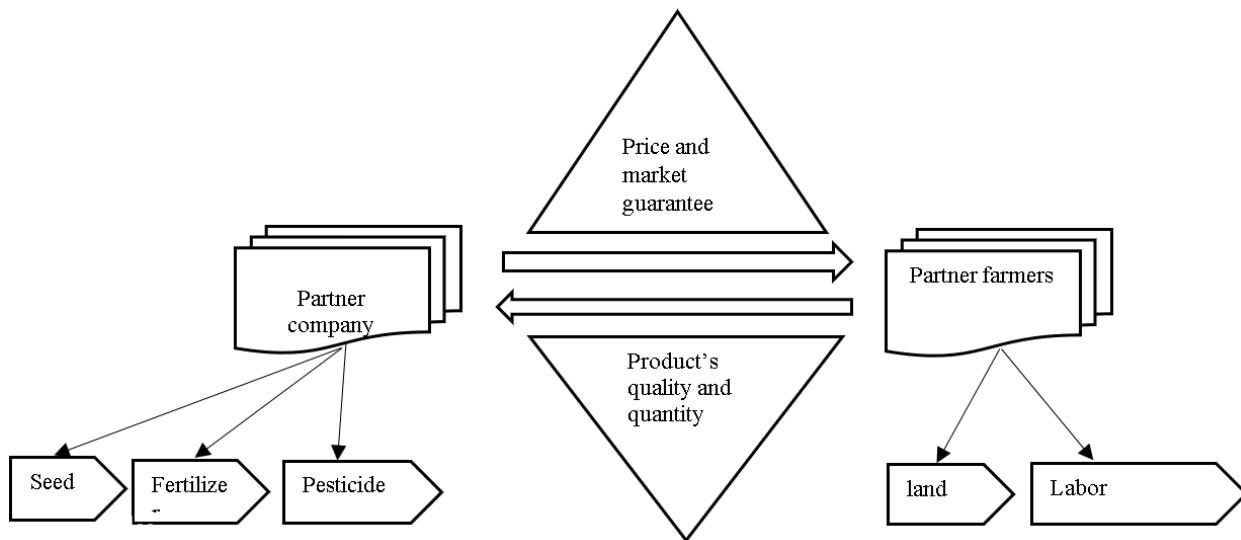 Price and
market
guarantee
Partner
company
Partner farmers
Product's
quality and
quantity
Seed
Fertilize
r
Pesticide
land
Labor